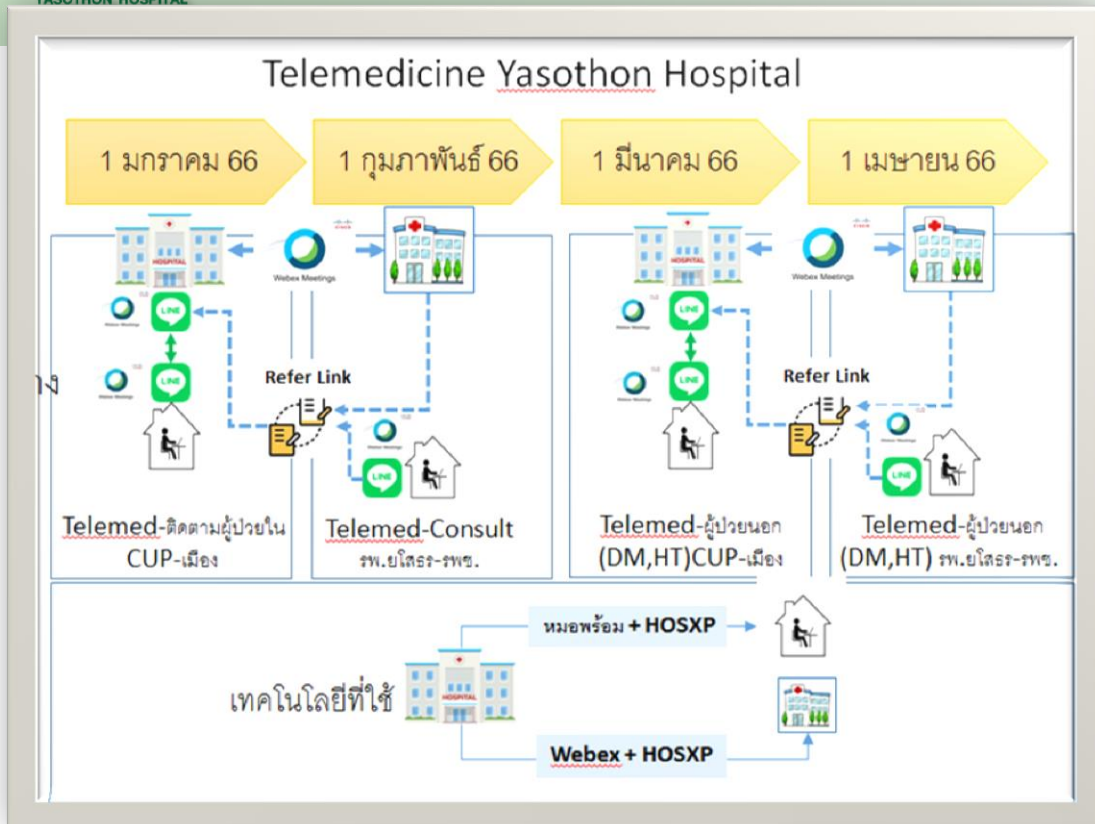 YASOTHON HOSPITAL
Telemedicine Yasothon Hospital
1 มกราคม 66
1 กุมภาพันธ์ 66
1 มีนาคม 66
1 เมษายน 66
HOSPITAL
Webex Meetings
HOSPITAL
Webex Meetings
LINE
LINE
LINE
LINE
าง
Refer Link
Refer Link
LINE
LINE
Telemed-ติดตามผู้ป่วยใน
CUP-เมือง
Telemed-Consult
รพ.ยโสธร-รพช.
Telemed-ผู้ป่วยนอก
(DM,HT)CUP-เมือง
Telemed-ผู้ป่วยนอก
(DM,HT) รพ.ยโสธร-รพช.
หมอพร้อม + HOSXP
เทคโนโลยีที่ใช้
HOSPITAL
Webex + HOSXP